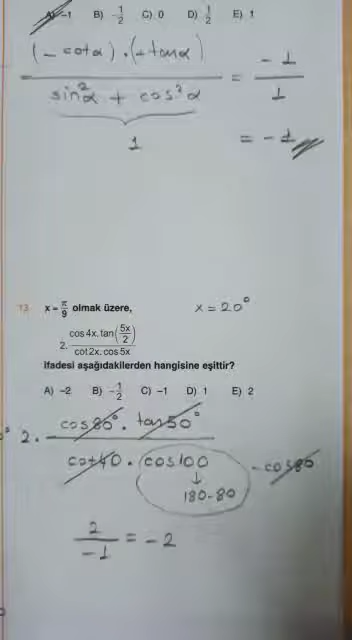 A) -1 B) -1/2 C) 0 D) 1/2 E) 1
(-cotα).(-tanα) / sin²α + cos²α = -1/1
1 = -1
13. x = π/9 olmak üzere, x = 20°
2. cos4x.tan(5x/2) / cot2x.cos5x
ifadesi aşağıdakilerden hangisine eşittir?
A) -2 B) -1/2 C) -1 D) 1 E) 2
2. cos80°.tan50° / cot40.cos100 -cos80
↓
180-80
2/-1 = -2